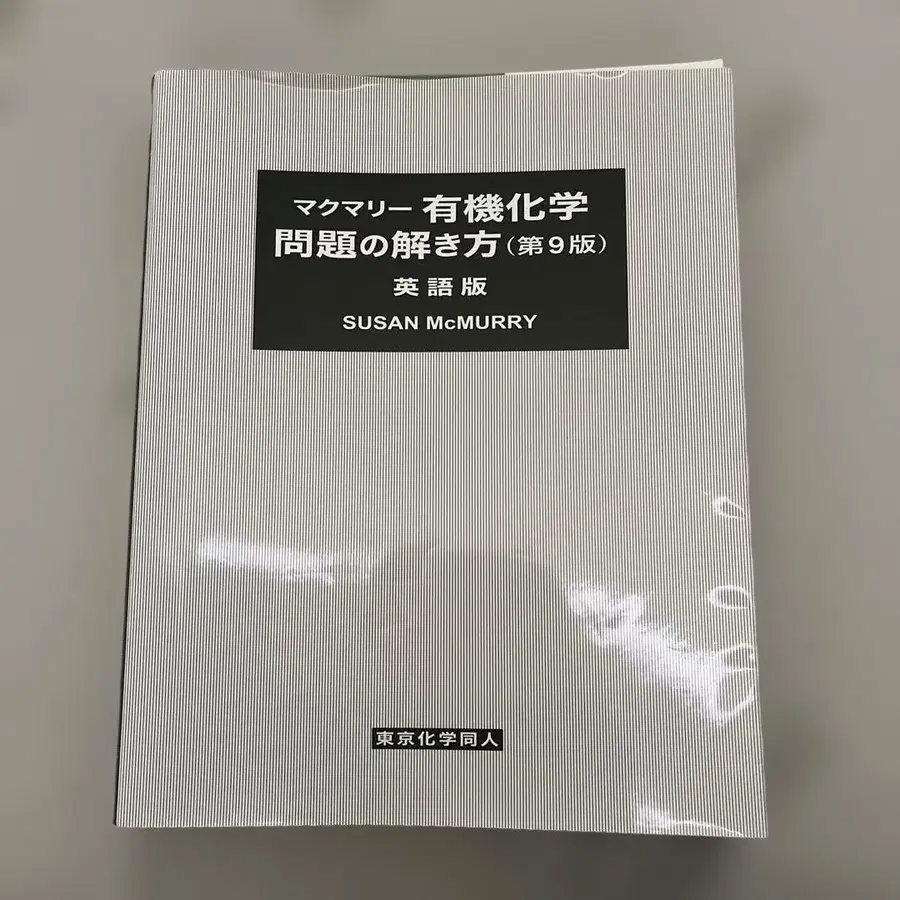 マクマリー 有機化学
問題の解き方(第9版)
英語版
SUSAN McMURRY
東京化学同人